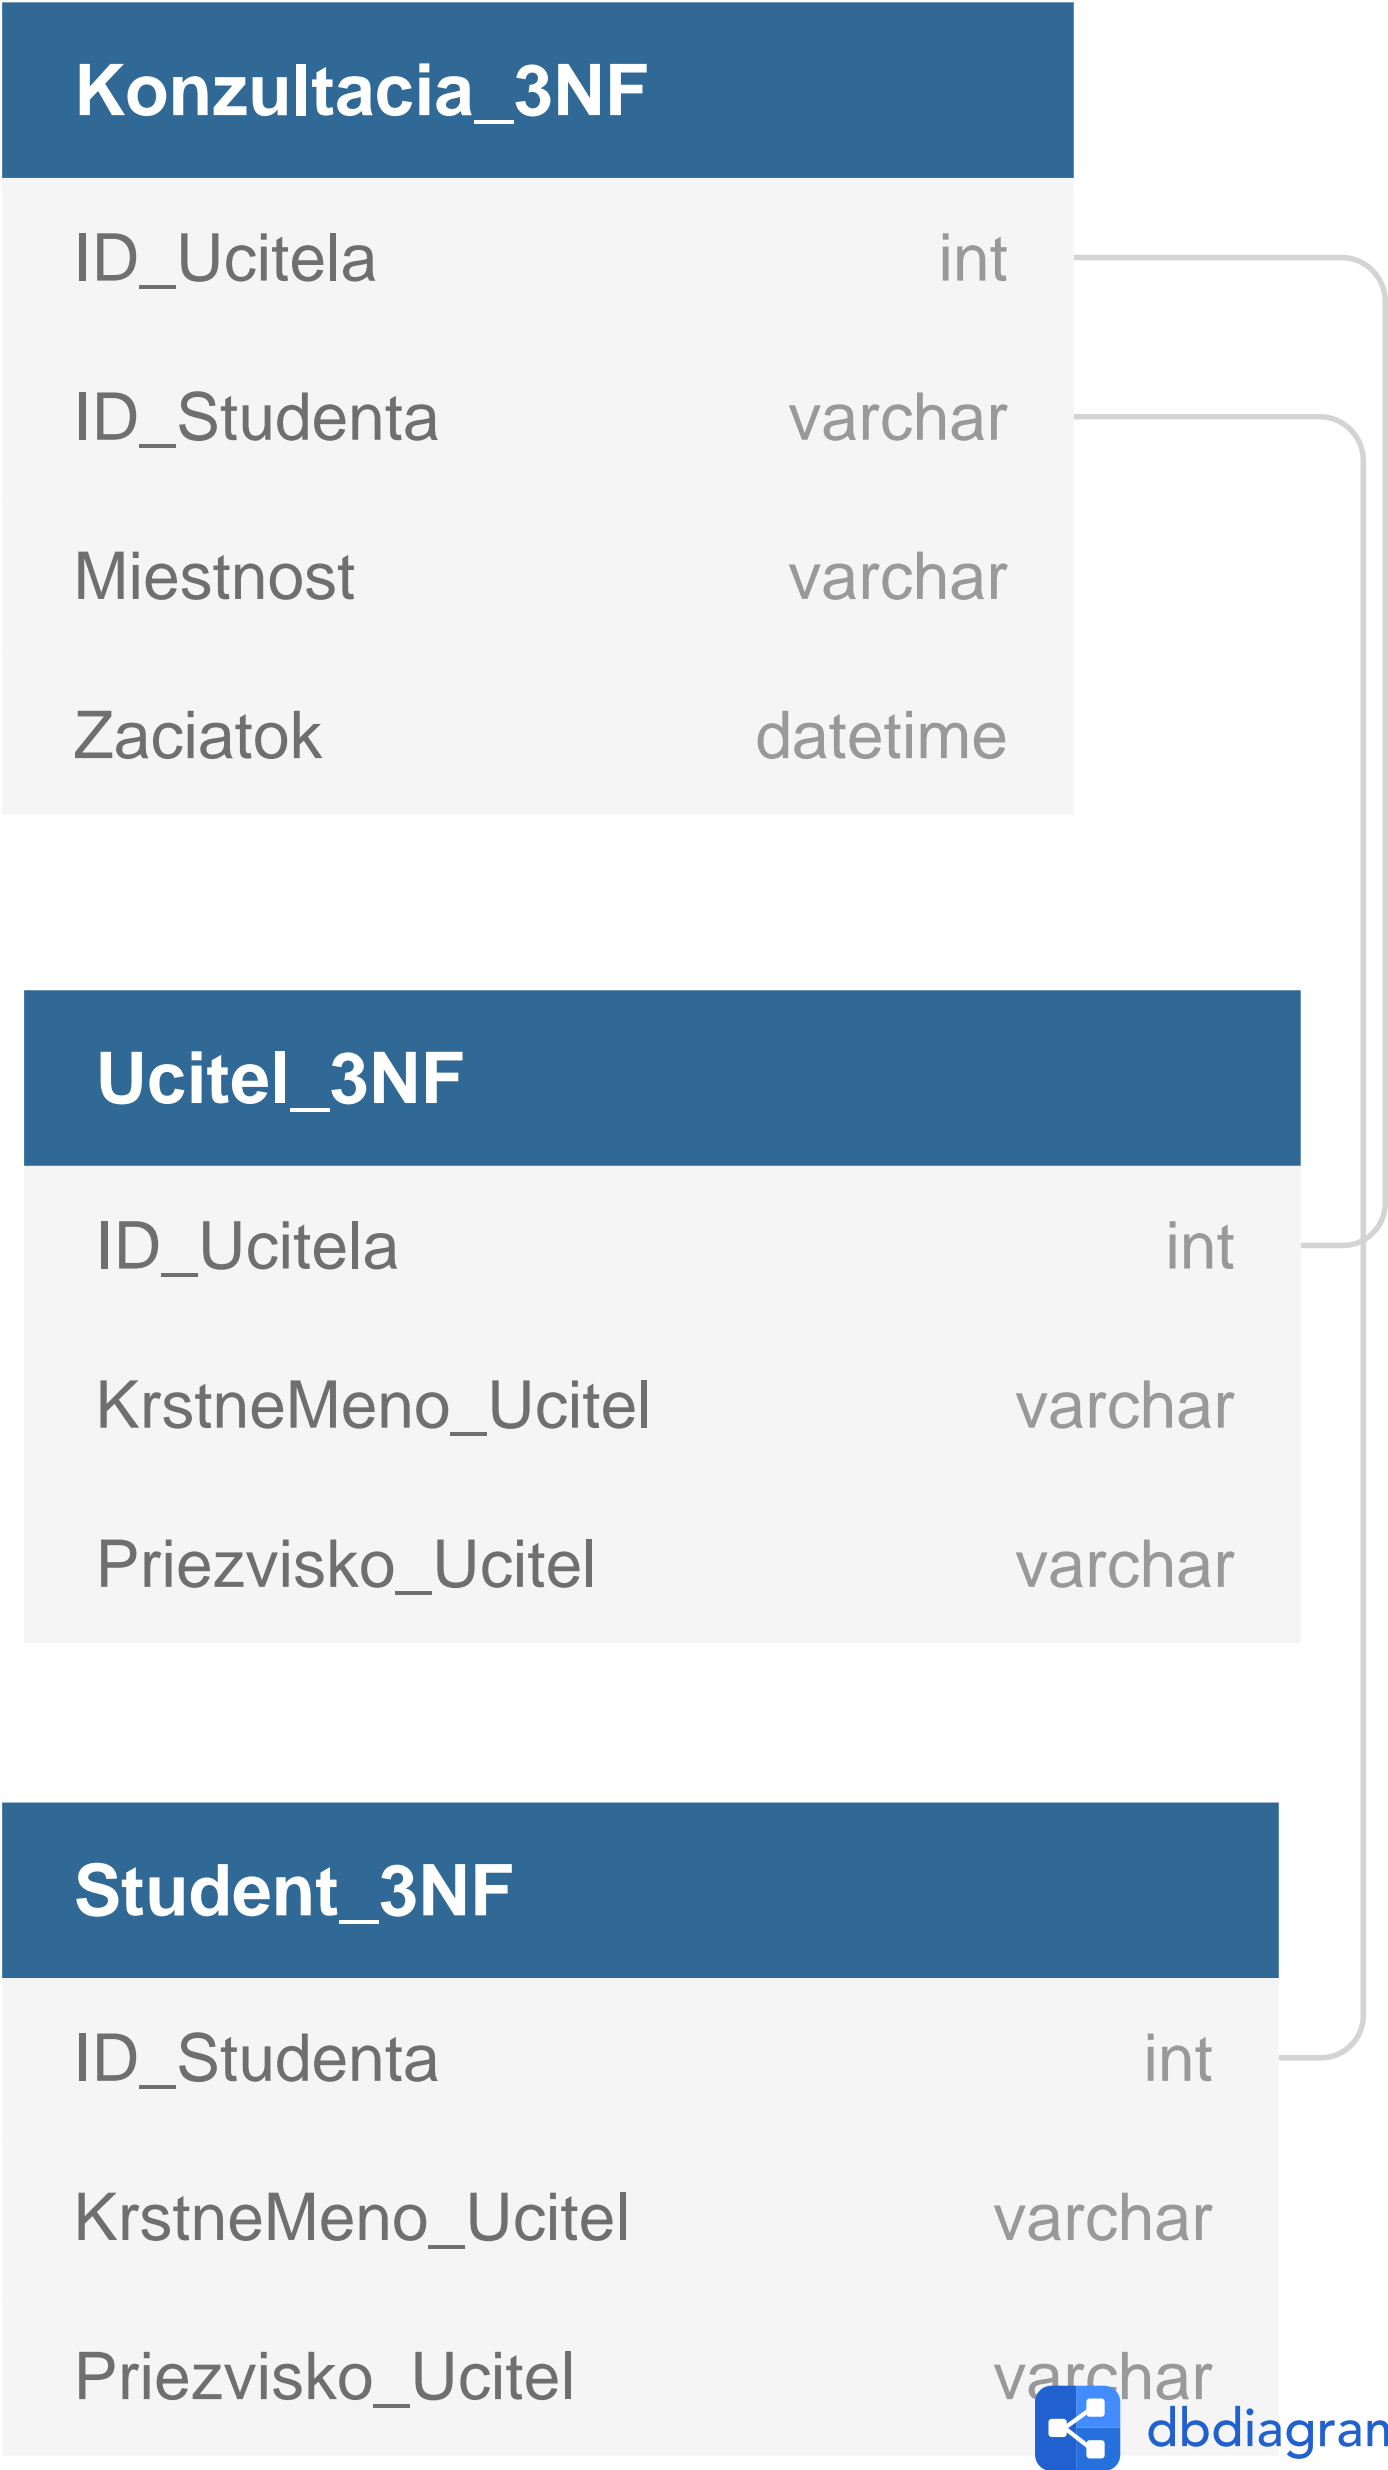 Konzultacia_3NF
ID_Ucitela int
ID_Studenta varchar
Miestnost varchar
Zaciatok datetime
Ucitel_3NF
ID_Ucitela int
KrstneMeno_Ucitel varchar
Priezvisko_Ucitel varchar
Student_3NF
ID_Studenta int
KrstneMeno_Ucitel varchar
Priezvisko_Ucitel varchar